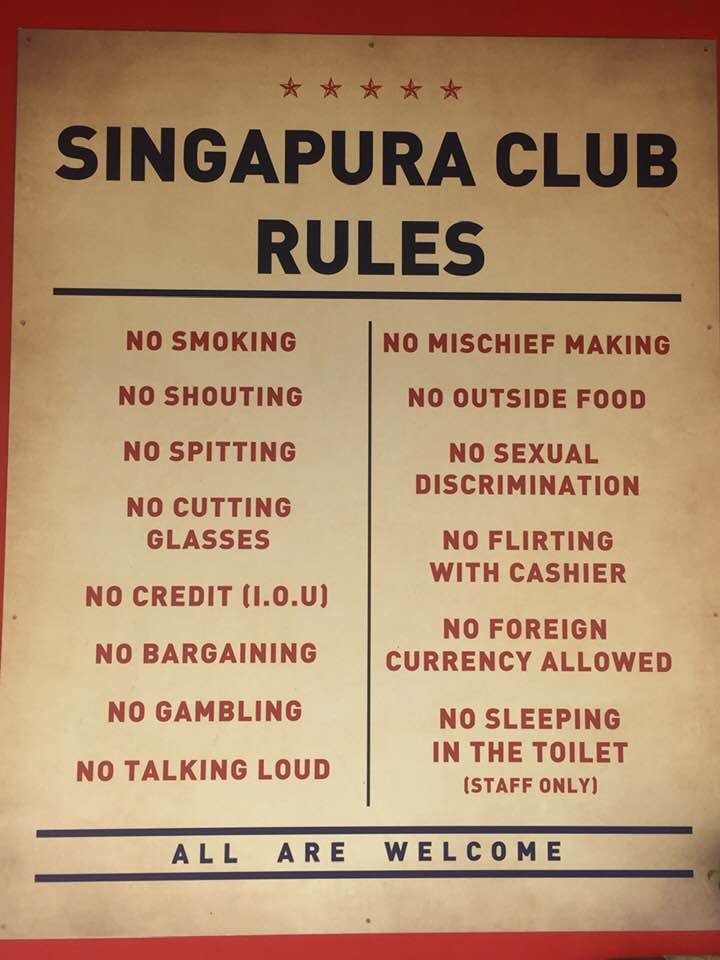 SINGAPURA CLUB
RULES
NO SMOKING
NO SHOUTING
NO SPITTING
NO CUTTING
GLASSES
NO CREDIT (I.O.U)
NO BARGAINING
NO GAMBLING
NO TALKING LOUD
NO MISCHIEF MAKING
NO OUTSIDE FOOD
NO SEXUAL
DISCRIMINATION
NO FLIRTING
WITH CASHIER
NO FOREIGN
CURRENCY ALLOWED
NO SLEEPING
IN THE TOILET
(STAFF ONLY)
ALL ARE WELCOME